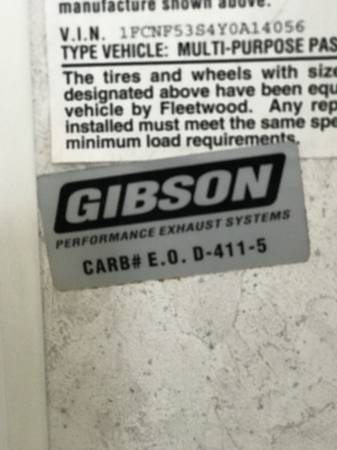 manufacture shown above.
V.I.N. 1FCNF53S4Y0A14056
TYPE VEHICLE: MULTI-PURPOSE PAS
The tires and wheels with size
designated above have been equ
vehicle by Fleetwood. Any rep
installed must meet the same spe
minimum load requirements.
GIBSON
PERFORMANCE EXHAUST SYSTEMS
CARB# E.O. D-411-5